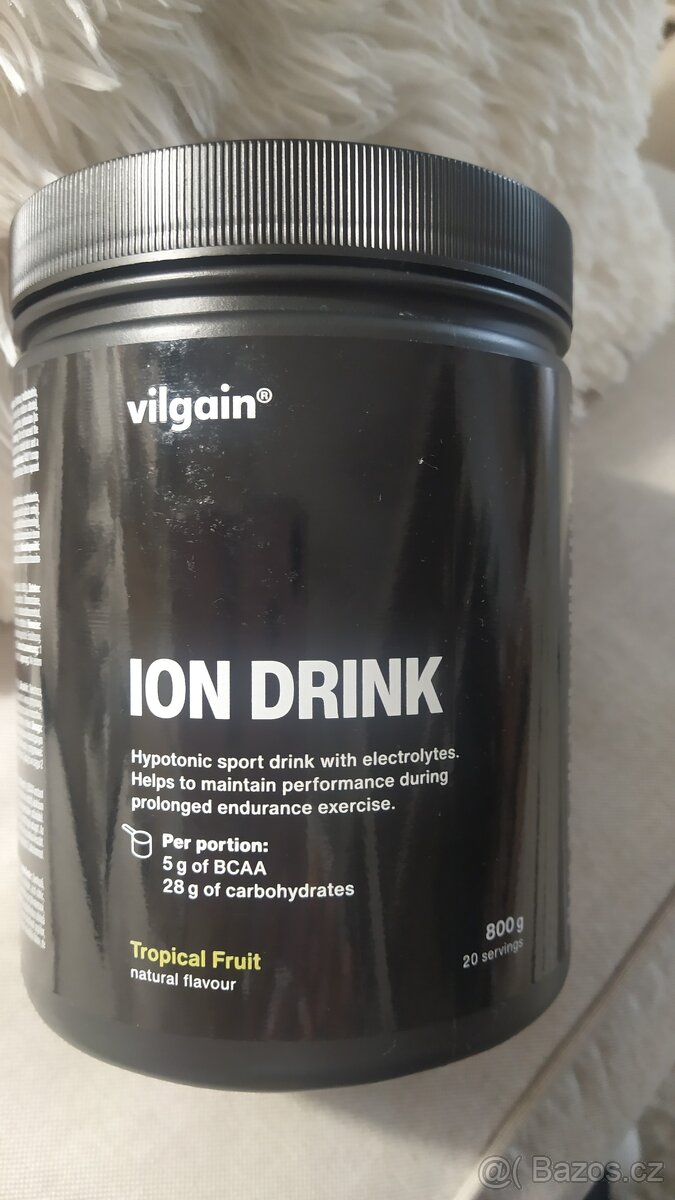 vilgain®
ION DRINK
Hypotonic sport drink with electrolytes.
Helps to maintain performance during
prolonged endurance exercise.
Per portion:
5 g of BCAA
28 g of carbohydrates
800 g
20 servings
Tropical Fruit
natural flavour
@( Bazos.cz